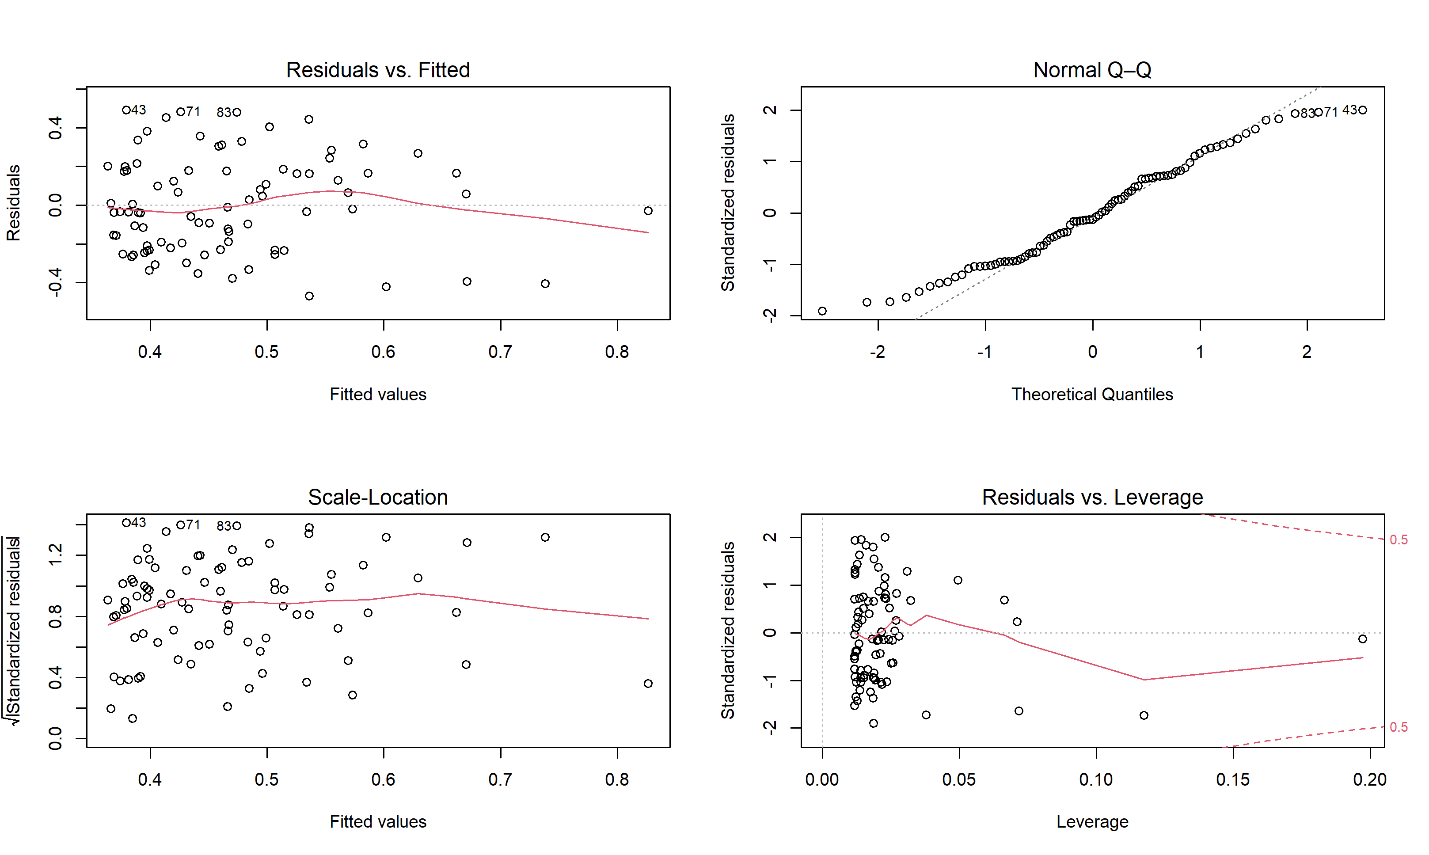 Residuals vs. Fitted
Residuals
0.4
0.0
-0.4
43
71
83
0.4 0.5 0.6 0.7 0.8
Fitted values
Normal Q–Q
Standardized residuals
2
1
0
-1
-2
83
71
43
-2 -1 0 1 2
Theoretical Quantiles
Scale-Location
√|Standardized residuals|
1.2
0.8
0.4
0.0
43
71
83
0.4 0.5 0.6 0.7 0.8
Fitted values
Residuals vs. Leverage
Standardized residuals
2
1
0
-1
-2
0.5
0.5
0.00 0.05 0.10 0.15 0.20
Leverage